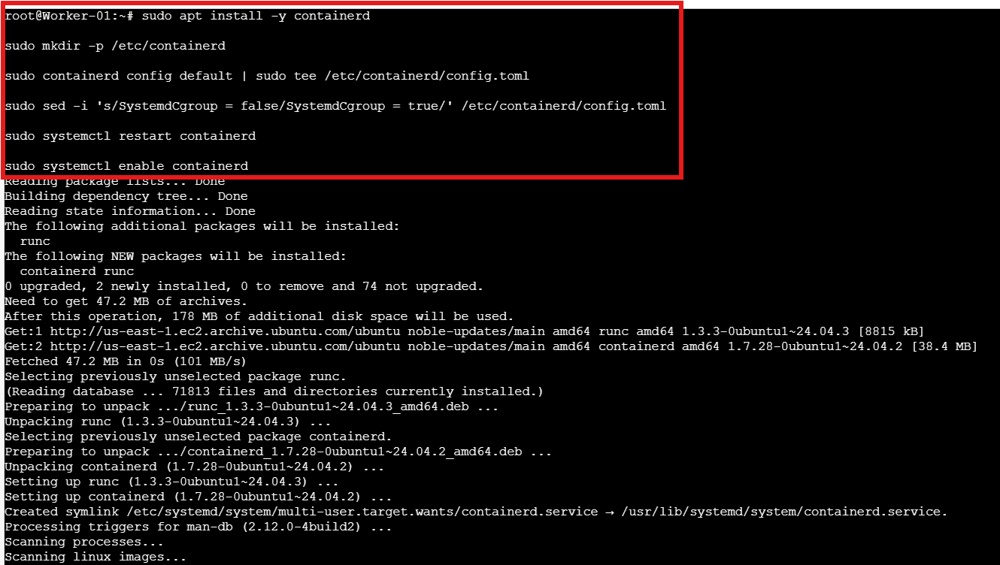 root@Worker-01:~# sudo apt install -y containerd
sudo mkdir -p /etc/containerd
sudo containerd config default | sudo tee /etc/containerd/config.toml
sudo sed -i 's/SystemdCgroup = false/SystemdCgroup = true/' /etc/containerd/config.toml
sudo systemctl restart containerd
sudo systemctl enable containerd
Reading package lists... Done
Building dependency tree... Done
Reading state information... Done
The following additional packages will be installed:
  runc
The following NEW packages will be installed:
  containerd runc
0 upgraded, 2 newly installed, 0 to remove and 74 not upgraded.
Need to get 47.2 MB of archives.
After this operation, 178 MB of additional disk space will be used.
Get:1 http://us-east-1.ec2.archive.ubuntu.com/ubuntu noble-updates/main amd64 runc amd64 1.3.3-0ubuntu1~24.04.3 [8815 kB]
Get:2 http://us-east-1.ec2.archive.ubuntu.com/ubuntu noble-updates/main amd64 containerd amd64 1.7.28-0ubuntu1~24.04.2 [38.4 MB]
Fetched 47.2 MB in 0s (101 MB/s)
Selecting previously unselected package runc.
(Reading database ... 71813 files and directories currently installed.)
Preparing to unpack .../runc_1.3.3-0ubuntu1~24.04.3_amd64.deb ...
Unpacking runc (1.3.3-0ubuntu1~24.04.3) ...
Selecting previously unselected package containerd.
Preparing to unpack .../containerd_1.7.28-0ubuntu1~24.04.2_amd64.deb ...
Unpacking containerd (1.7.28-0ubuntu1~24.04.2) ...
Setting up runc (1.3.3-0ubuntu1~24.04.3) ...
Setting up containerd (1.7.28-0ubuntu1~24.04.2) ...
Created symlink /etc/systemd/system/multi-user.target.wants/containerd.service → /usr/lib/systemd/system/containerd.service.
Processing triggers for man-db (2.12.0-4build2) ...
Scanning processes...
Scanning linux images...